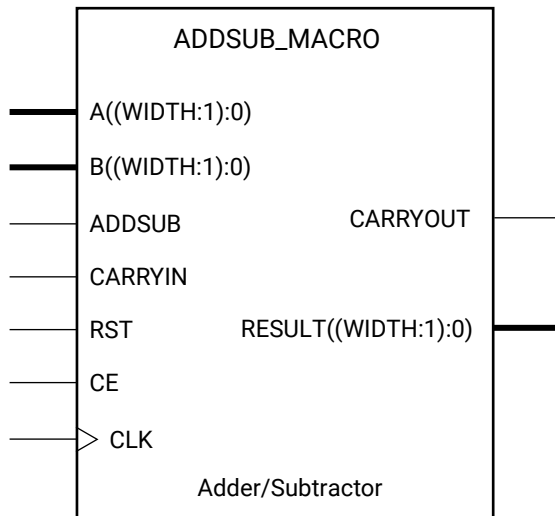 ADDSUB_MACRO
A((WIDTH:1):0)
B((WIDTH:1):0)
ADDSUB
CARRYOUT
CARRYIN
RST
RESULT((WIDTH:1):0)
CE
CLK
Adder/Subtractor